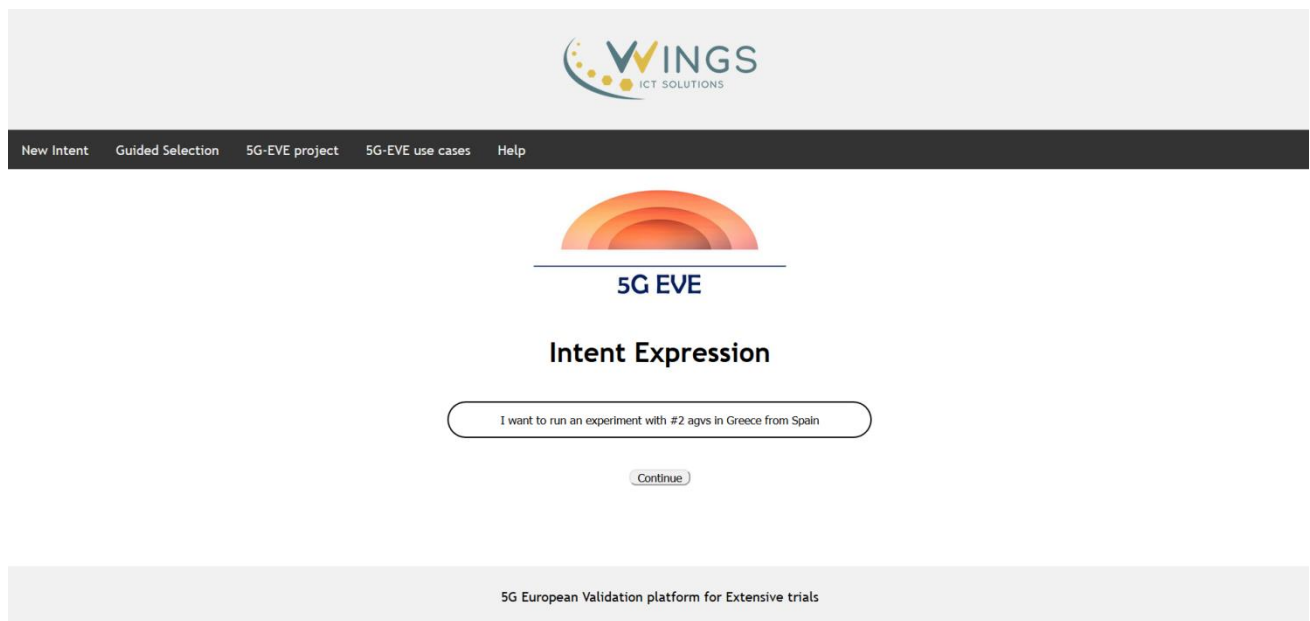 WINGS
ICT SOLUTIONS
New Intent Guided Selection 5G-EVE project 5G-EVE use cases Help
5G EVE
Intent Expression
I want to run an experiment with #2 agvs in Greece from Spain
Continue
5G European Validation platform for Extensive trials